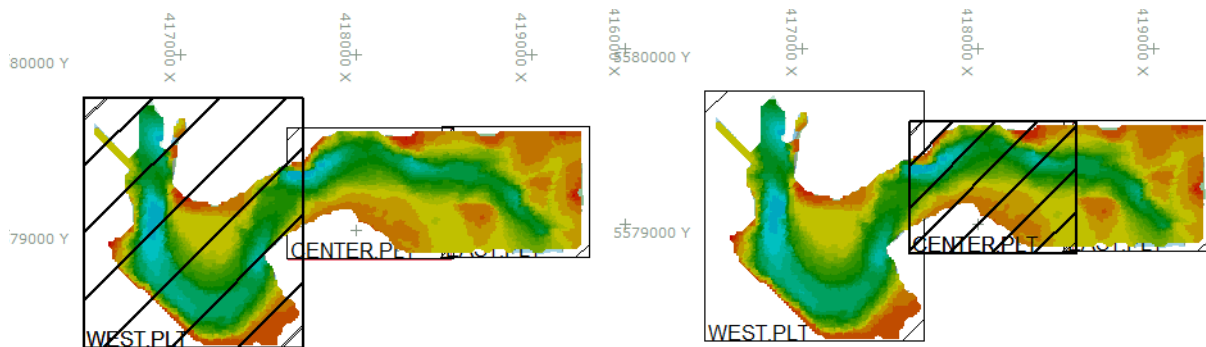 417000 X
418000 X
419000 X
416000 X
417000 X
418000 X
419000 X
80000 Y
5580000 Y
79000 Y
5579000 Y
CENTER.PLT
WEST.PLT
CENTER.PLT
WEST.PLT